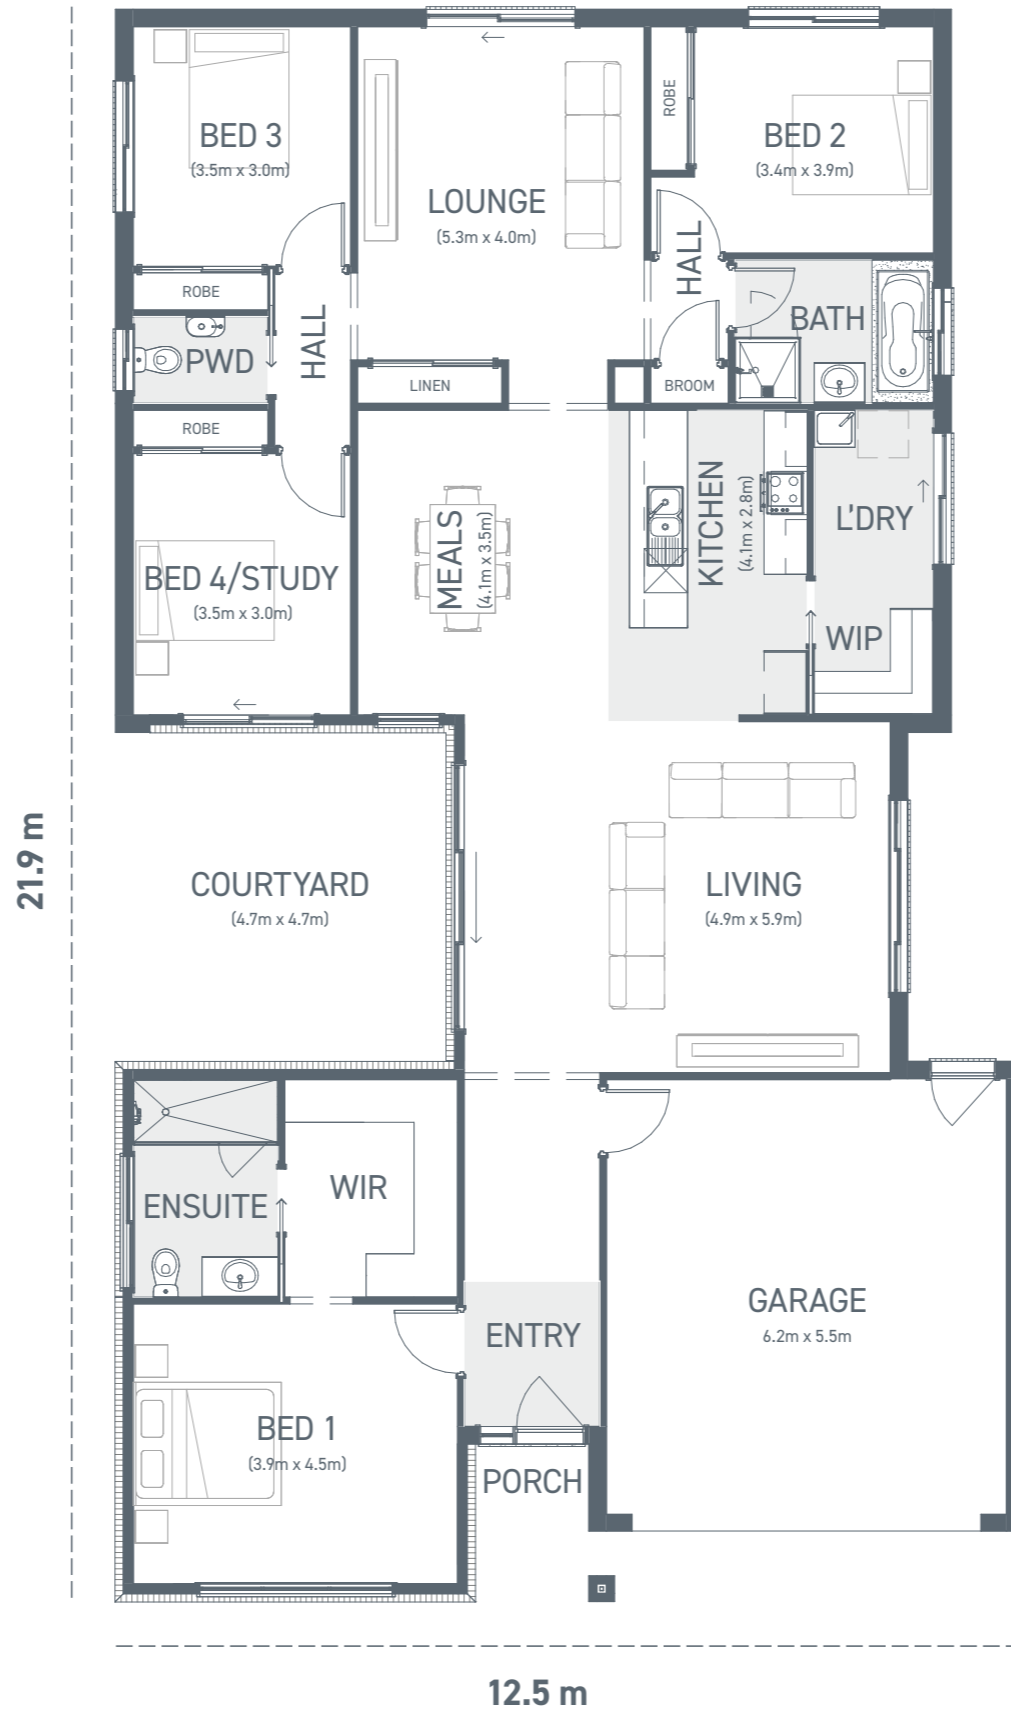 BED 3
(3.5m x 3.0m)
LOUNGE
(5.3m x 4.0m)
ROBE
BED 2
(3.4m x 3.9m)
HALL
ROBE
PWD
HALL
BATH
LINEN
BROOM
ROBE
BED 4/STUDY
(3.5m x 3.0m)
MEALS
(4.1m x 3.5m)
KITCHEN
(4.1m x 2.8m)
L'DRY
WIP
21.9 m
COURTYARD
(4.7m x 4.7m)
LIVING
(4.9m x 5.9m)
ENSUITE
WIR
ENTRY
GARAGE
6.2m x 5.5m
BED 1
(3.9m x 4.5m)
PORCH
12.5 m